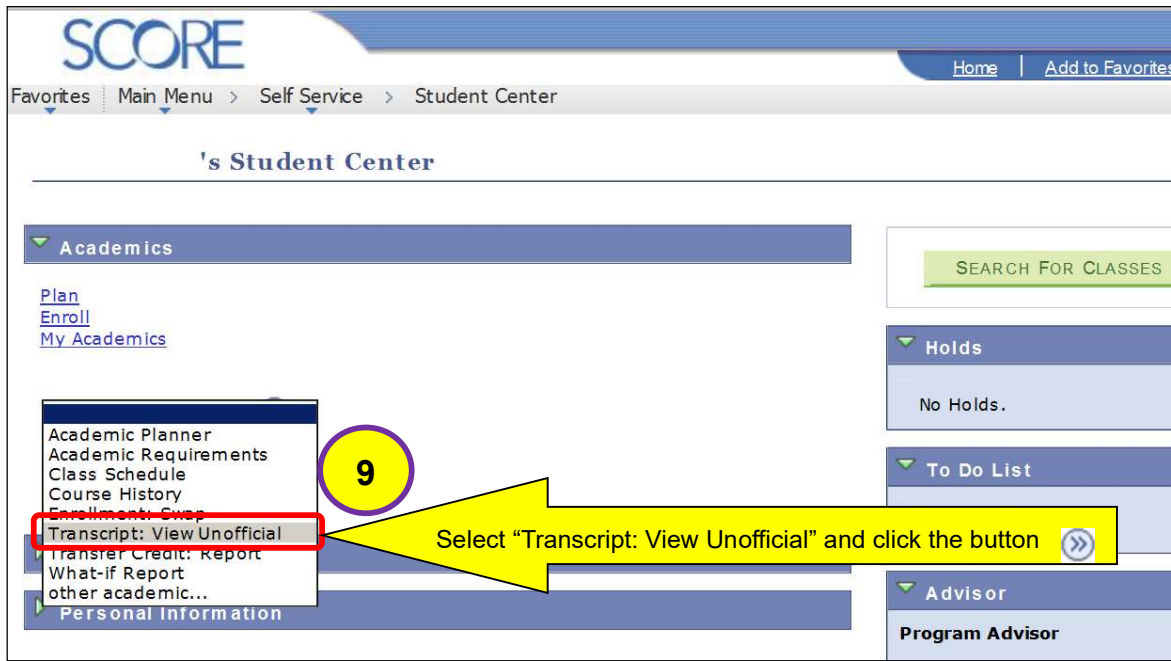 SCORE
Home | Add to Favorites
Favorites Main Menu > Self Service > Student Center
's Student Center
Academics
Plan
Enroll
My Academics
SEARCH FOR CLASSES
Holds
No Holds.
Academic Planner
Academic Requirements
Class Schedule
Course History
Enrollment: Swap
Transcript: View Unofficial
Transfer Credit: Report
What-if Report
other academic...
9
Select “Transcript: View Unofficial” and click the button
To Do List
Personal Information
Advisor
Program Advisor